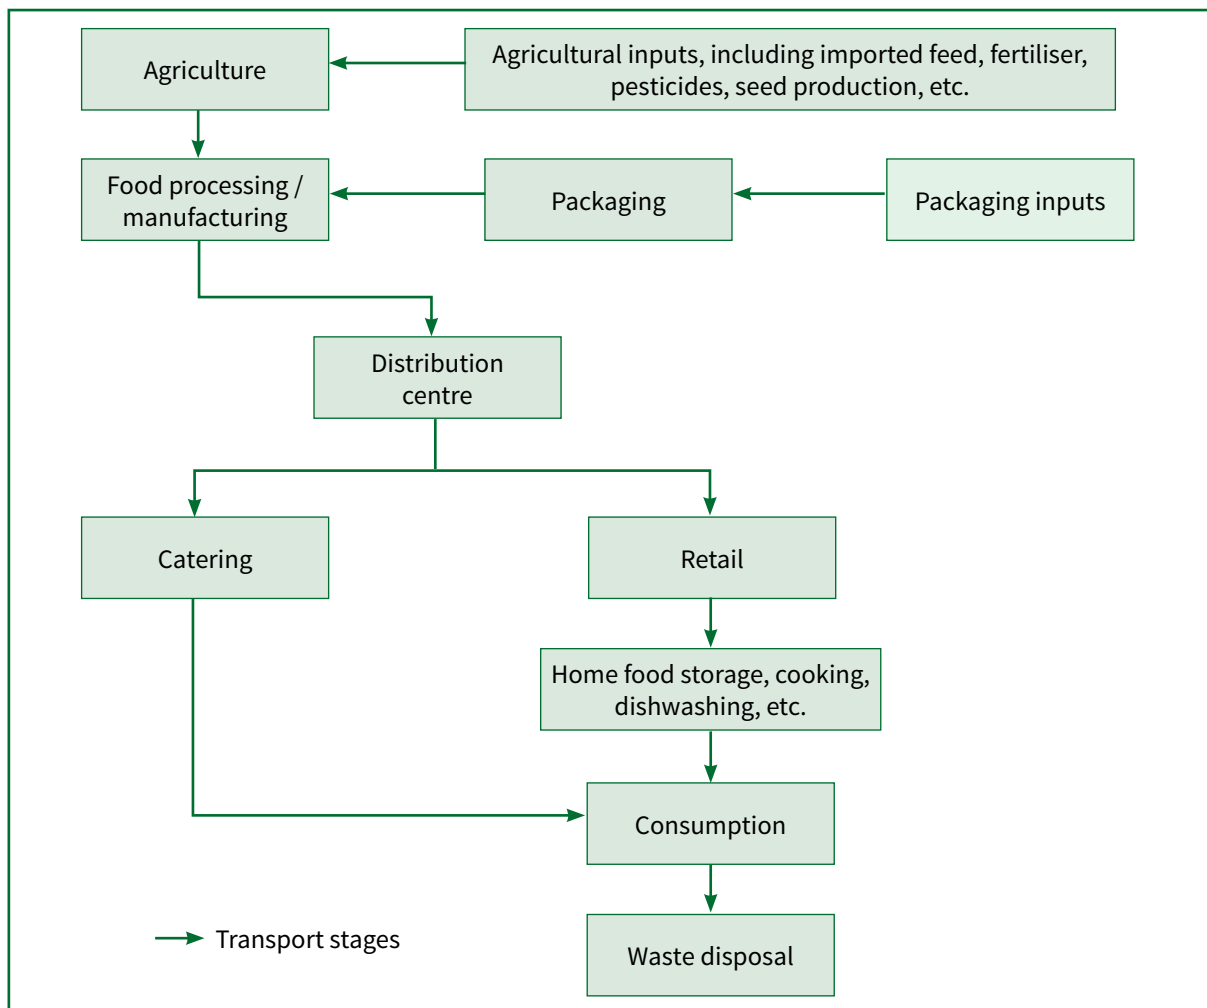 Agriculture
Agricultural inputs, including imported feed, fertiliser,
pesticides, seed production, etc.
Food processing /
manufacturing
Packaging
Packaging inputs
Distribution
centre
Catering
Retail
Home food storage, cooking,
dishwashing, etc.
Consumption
Transport stages
Waste disposal